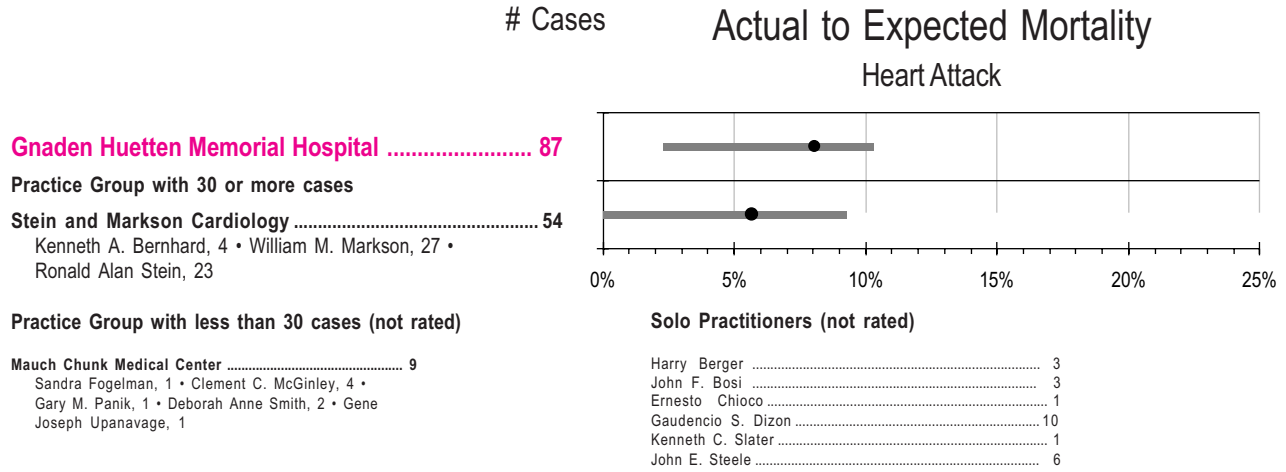 # Cases
Actual to Expected Mortality
Heart Attack
Gnaden Huetten Memorial Hospital ........................ 87
Practice Group with 30 or more cases
Stein and Markson Cardiology .................................................. 54
Kenneth A. Bernhard, 4 • William M. Markson, 27 •
Ronald Alan Stein, 23
0% 5% 10% 15% 20% 25%
Practice Group with less than 30 cases (not rated)
Mauch Chunk Medical Center .................................................... 9
Sandra Fogelman, 1 • Clement C. McGinley, 4 •
Gary M. Panik, 1 • Deborah Anne Smith, 2 • Gene
Joseph Upanavage, 1
Solo Practitioners (not rated)
Harry Berger ..................................................................................... 3
John F. Bosi .................................................................................... 3
Ernesto Chioco .................................................................................. 1
Gaudencio S. Dizon ......................................................................... 10
Kenneth C. Slater ............................................................................... 1
John E. Steele ..................................................................................... 6